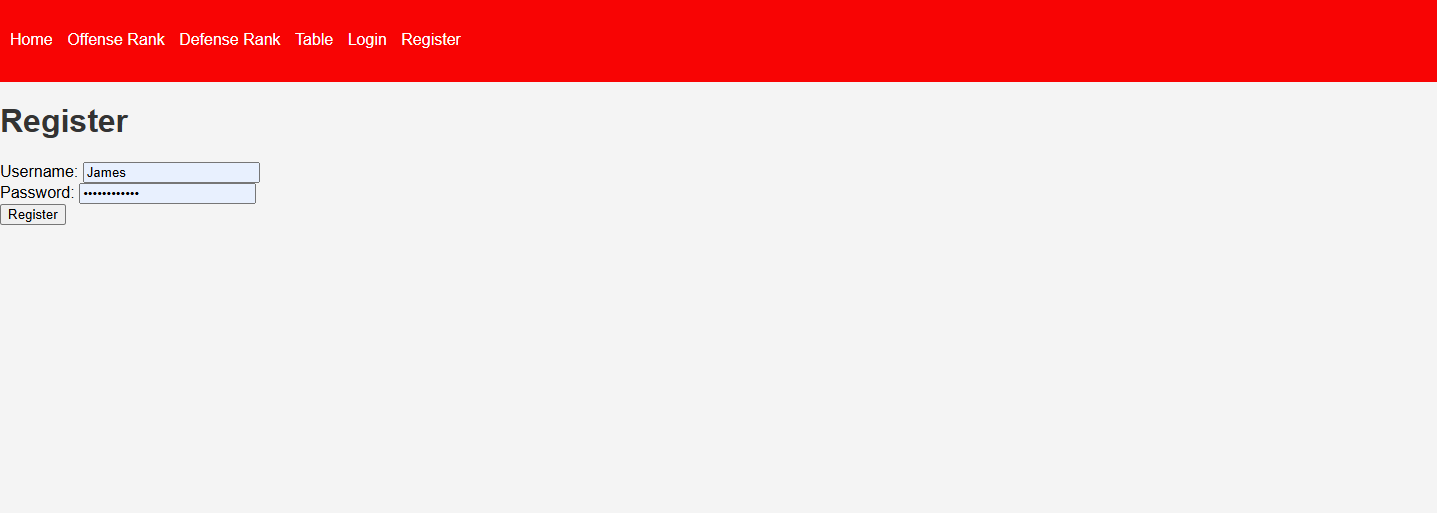 Home Offense Rank Defense Rank Table Login Register
Register
Username: James
Password: ••••••••••••
Register